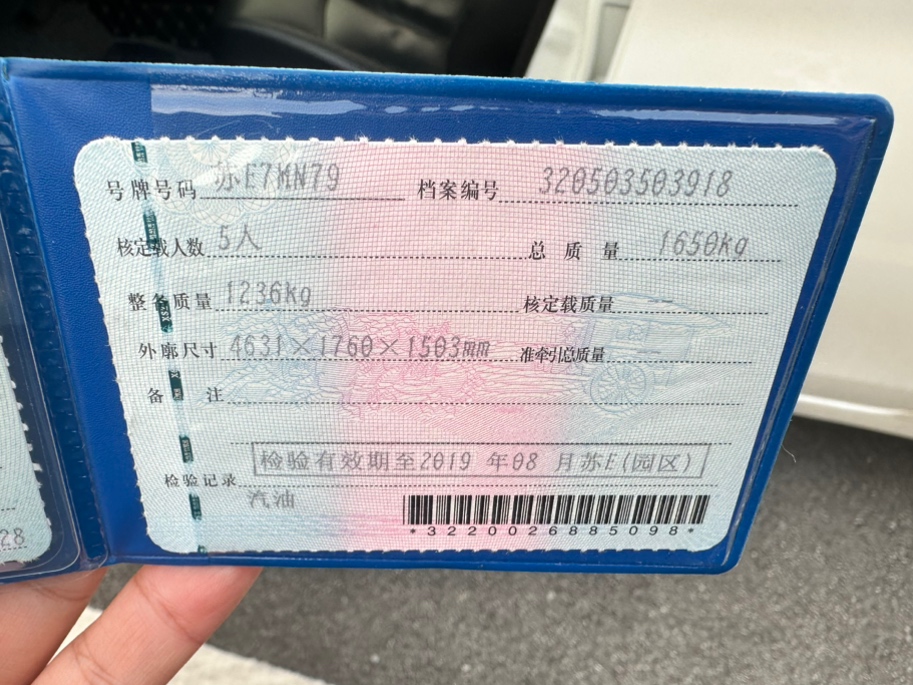 号牌号码 苏E7MN79 档案编号 320503503918
核定载人数 5人 总质量 1650kg
整备质量 1236kg 核定载质量 --
外廓尺寸 4631×1760×1503mm 准牵引总质量
备注
检验记录 检验有效期至2019年08月苏E(园区)
汽油
*3220026885098*
28